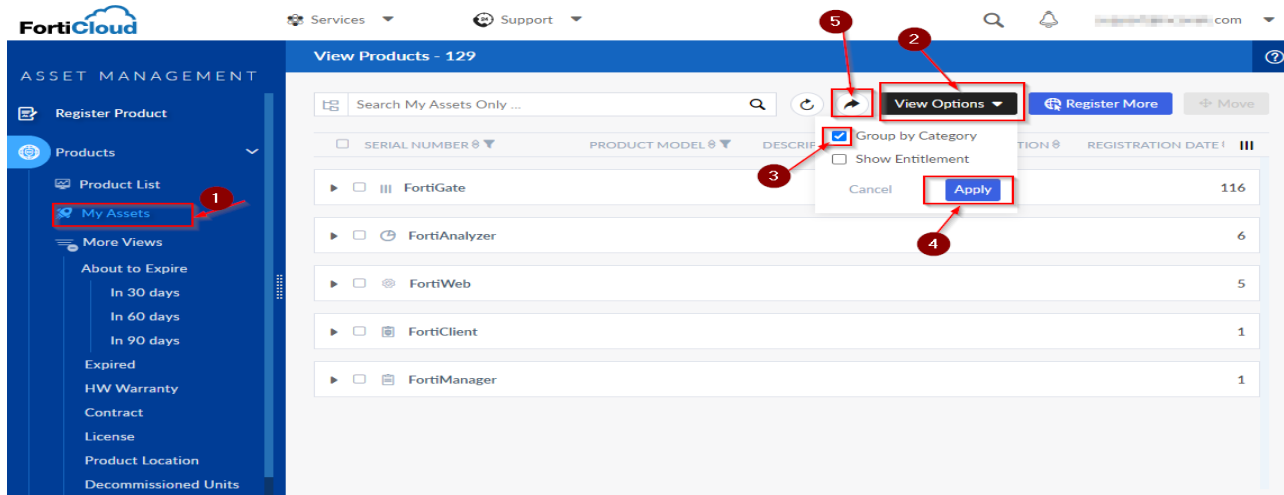 FortiCloud
Services
Support
5
.com
2
View Products - 129
ASSET MANAGEMENT
Search My Assets Only ...
View Options
Register More
Move
Register Product
Group by Category
SERIAL NUMBER
PRODUCT MODEL
DESCRIP
TION
REGISTRATION DATE
Products
Show Entitlement
3
Product List
FortiGate
Cancel
Apply
116
1
My Assets
4
More Views
FortiAnalyzer
6
About to Expire
In 30 days
FortiWeb
5
In 60 days
In 90 days
FortiClient
1
Expired
HW Warranty
FortiManager
1
Contract
License
Product Location
Decommissioned Units